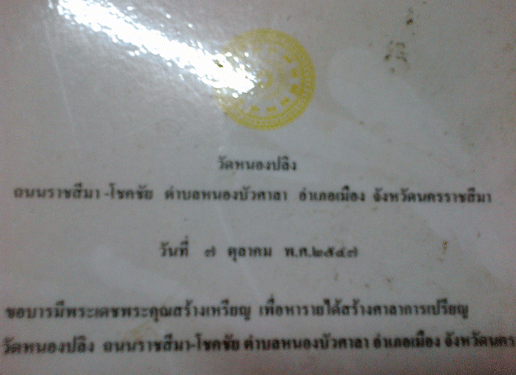 วัดหนองปลิง
ถนนราชสีมา-โชคชัย ตำบลหนองบัวศาลา อำเภอเมือง จังหวัดนครราชสีมา
วันที่ ๗ ตุลาคม พ.ศ.๒๕๔๗
ขอบารมีพระเดชพระคุณสร้างเหรียญ เพื่อหารายได้สร้างศาลาการเปรียญ
วัดหนองปลิง ถนนราชสีมา-โชคชัย ตำบลหนองบัวศาลา อำเภอเมือง จังหวัดนคร